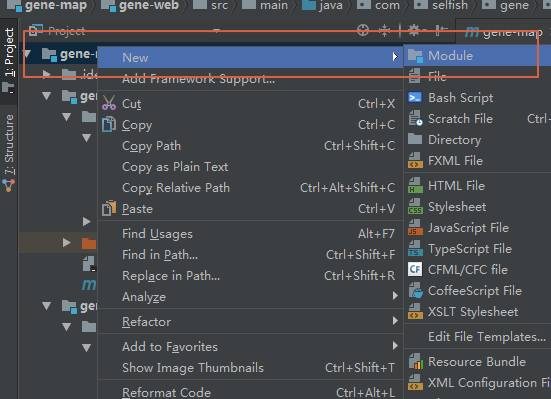 gene-map gene-web src main java com selfish gene
Project gene-map
1: Project
7: Structure
gene-
.ide
gene
gene
New
Add Framework Support...
Cut Ctrl+X
Copy Ctrl+C
Copy Path Ctrl+Shift+C
Copy as Plain Text
Copy Relative Path Ctrl+Alt+Shift+C
Paste Ctrl+V
Find Usages Alt+F7
Find in Path... Ctrl+Shift+F
Replace in Path... Ctrl+Shift+R
Analyze
Refactor
Add to Favorites
Show Image Thumbnails Ctrl+Shift+T
Reformat Code Ctrl+Alt+L
Module
File
Bash Script
Scratch File Ctrl+
Directory
FXML File
HTML File
Stylesheet
JavaScript File
TypeScript File
CFML/CFC file
CoffeeScript File
XSLT Stylesheet
Edit File Templates...
Resource Bundle
XML Configuration Fi